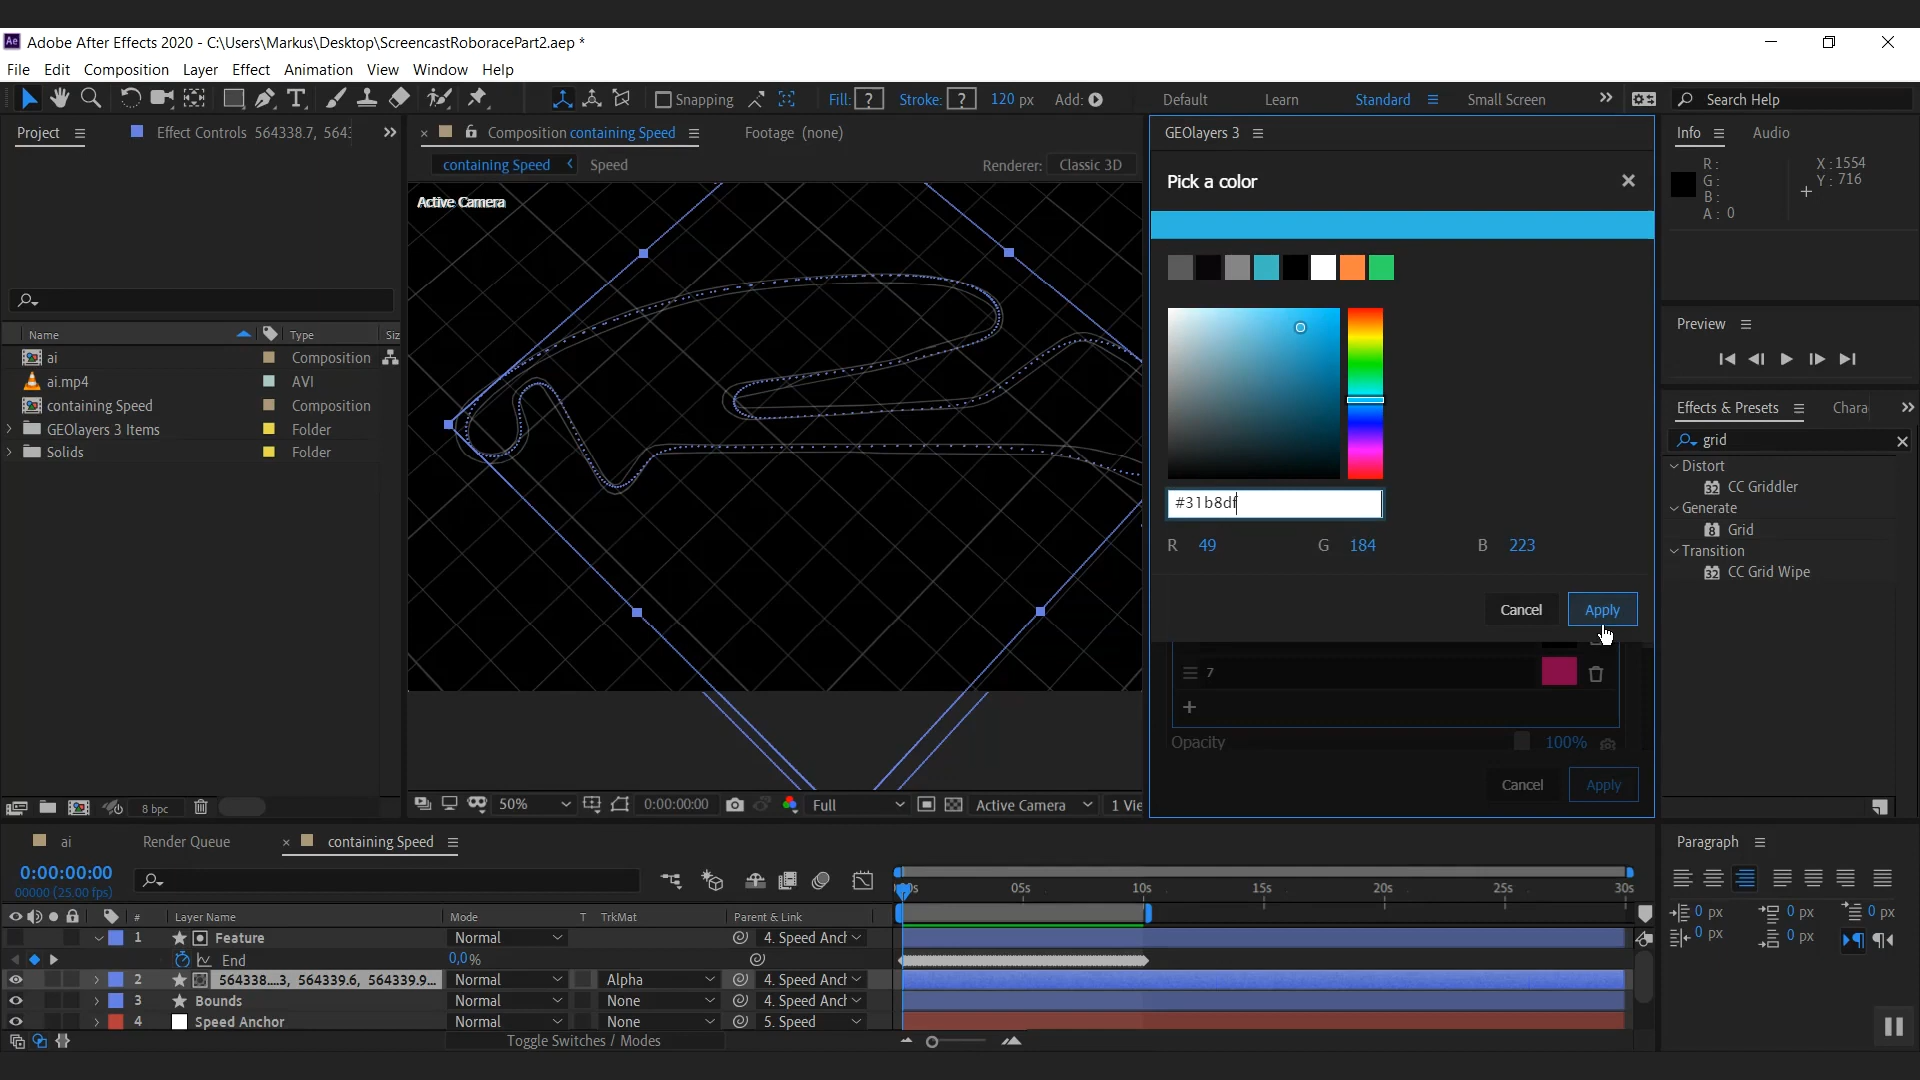 Adobe After Effects 2020 - C:\Users\Markus\Desktop\ScreencastRoboracePart2.aep *
File Edit Composition Layer Effect Animation View Window Help
Snapping Fill: ? Stroke: ? 120 px Add: Default Learn Standard Small Screen Search Help
Project Effect Controls 564338.7, 564: Composition containing Speed Footage (none) GEOlayers 3 Info Audio
containing Speed Speed Renderer: Classic 3D
Active Camera
Pick a color
R:
G:
B:
A: 0
X: 1554
Y: 716
Preview
Name Type Siz
ai Composition
ai.mp4 AVI
containing Speed Composition
GEOlayers 3 Items Folder
Solids Folder
Effects & Presets Chara
grid
Distort
CC Griddler
Generate
Grid
Transition
CC Grid Wipe
#31b8df
R 49 G 184 B 223
Cancel Apply
7
Opacity 100%
Cancel Apply
8 bpc 50% 0:00:00:00 Full Active Camera 1 Vie
ai Render Queue containing Speed Paragraph
0:00:00:00
00000 (25.00 fps)
05s 10s 15s 20s 25s 30s
# Layer Name Mode T TrkMat Parent & Link
1 Feature Normal 4. Speed Anch
End 0,0%
2 564338....3, 564339.6, 564339.9... Normal Alpha 4. Speed Anch
3 Bounds Normal None 4. Speed Anch
4 Speed Anchor Normal None 5. Speed
Toggle Switches / Modes
0 px 0 px 0 px
0 px 0 px